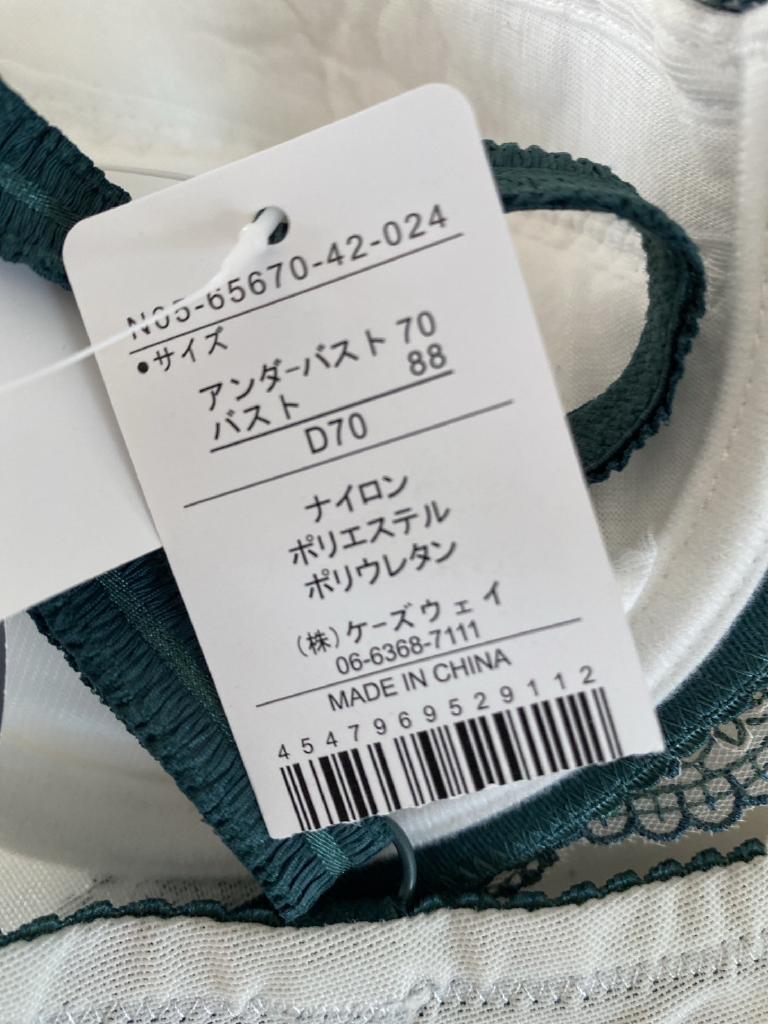 N05-65670-42-024
•サイズ
アンダーバスト 70
バスト 88
D70
ナイロン
ポリエステル
ポリウレタン
(株)ケーズウェイ
06-6368-7111
MADE IN CHINA
4547969529112